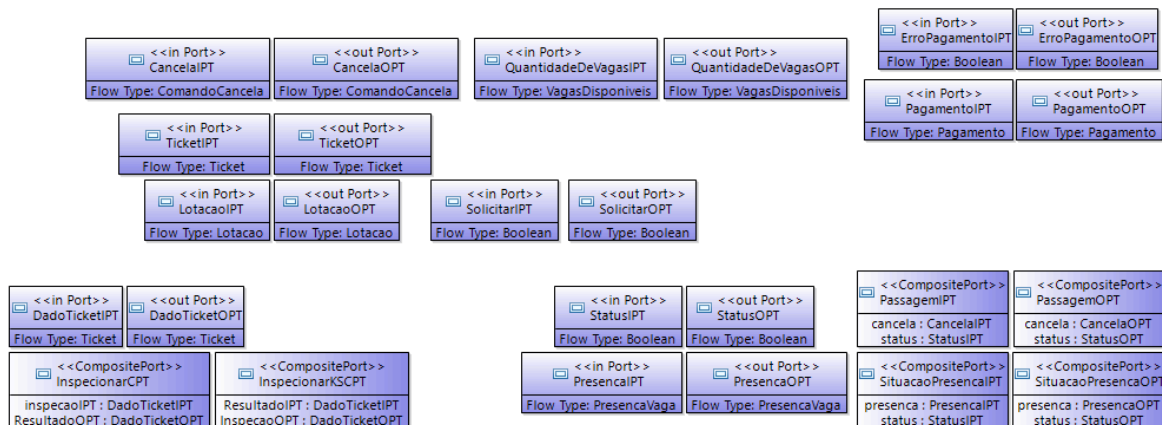 <<in Port>>
ErroPagamentoIPT
Flow Type: Boolean
<<out Port>>
ErroPagamentoOPT
Flow Type: Boolean
<<in Port>>
CancelaIPT
Flow Type: ComandoCancela
<<out Port>>
CancelaOPT
Flow Type: ComandoCancela
<<in Port>>
QuantidadeDeVagasIPT
Flow Type: VagasDisponiveis
<<out Port>>
QuantidadeDeVagasOPT
Flow Type: VagasDisponiveis
<<in Port>>
PagamentoIPT
Flow Type: Pagamento
<<out Port>>
PagamentoOPT
Flow Type: Pagamento
<<in Port>>
TicketIPT
Flow Type: Ticket
<<out Port>>
TicketOPT
Flow Type: Ticket
<<in Port>>
LotacaoIPT
Flow Type: Lotacao
<<out Port>>
LotacaoOPT
Flow Type: Lotacao
<<in Port>>
SolicitarIPT
Flow Type: Boolean
<<out Port>>
SolicitarOPT
Flow Type: Boolean
<<in Port>>
DadoTicketIPT
Flow Type: Ticket
<<out Port>>
DadoTicketOPT
Flow Type: Ticket
<<in Port>>
StatusIPT
Flow Type: Boolean
<<out Port>>
StatusOPT
Flow Type: Boolean
<<CompositePort>>
PassagemIPT
cancela : CancelaIPT
status : StatusIPT
<<CompositePort>>
PassagemOPT
cancela : CancelaOPT
status : StatusOPT
<<CompositePort>>
InspecionarCPT
inspecaoIPT : DadoTicketIPT
ResultadoOPT : DadoTicketOPT
<<CompositePort>>
InspecionarKSCPT
ResultadoIPT : DadoTicketIPT
InspecaoOPT : DadoTicketOPT
<<in Port>>
PresencaIPT
Flow Type: PresencaVaga
<<out Port>>
PresencaOPT
Flow Type: PresencaVaga
<<CompositePort>>
SituacaoPresencaIPT
presenca : PresencaIPT
status : StatusIPT
<<CompositePort>>
SituacaoPresencaOPT
presenca : PresencaOPT
status : StatusOPT